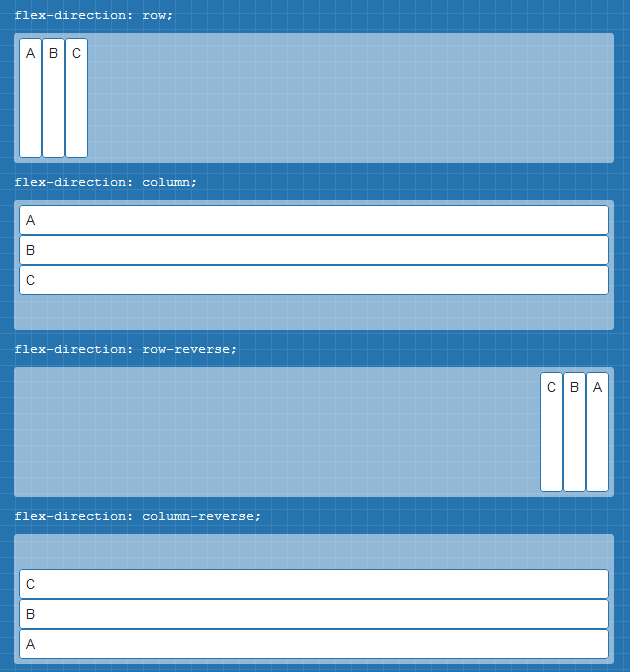 flex-direction: row;
A B C
flex-direction: column;
A
B
C
flex-direction: row-reverse;
C B A
flex-direction: column-reverse;
C
B
A